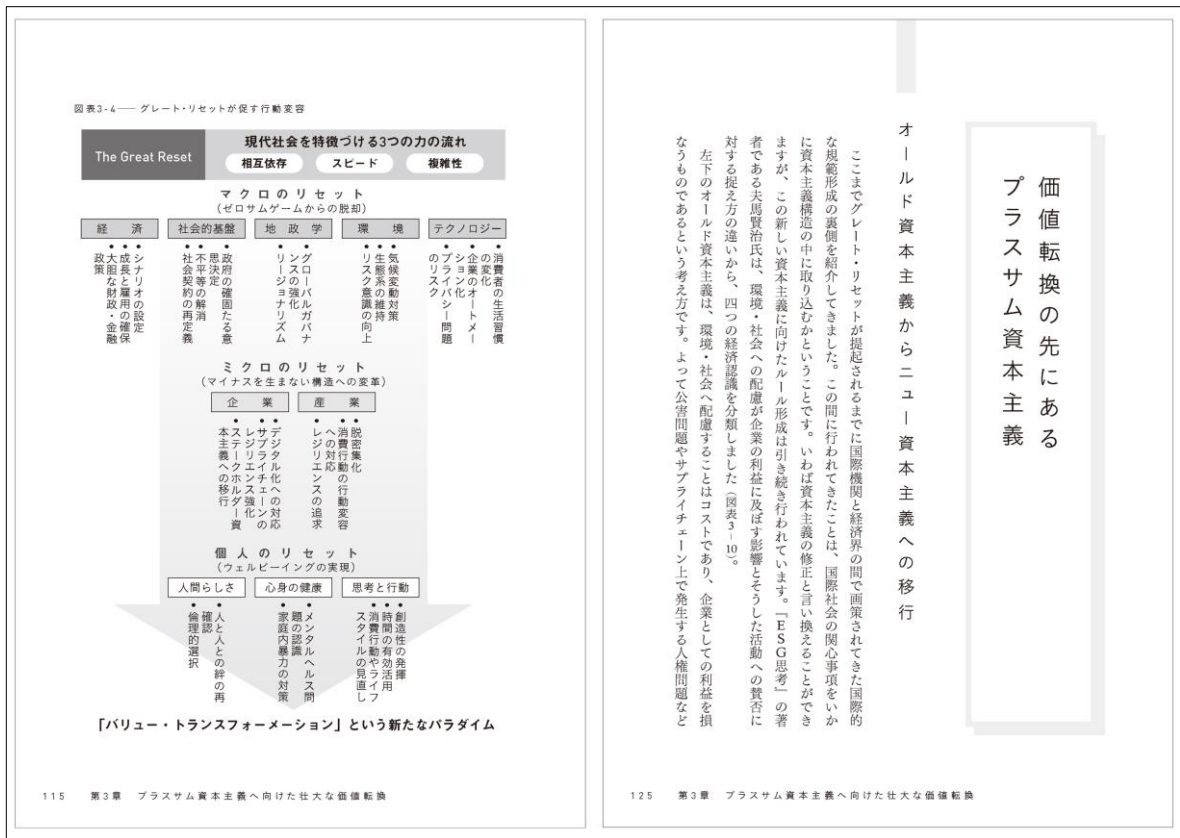 図表3-4── グレート・リセットが促す行動変容
The Great Reset
現代社会を特徴づける3つの力の流れ
相互依存 スピード 複雑性
マクロのリセット
（ゼロサムゲームからの脱却）
経 済 社会的基盤 地 政 学 環 境 テクノロジー
●シナリオの設定
●成長と雇用の確保
●大胆な財政・金融
政策
●政府の確固たる意
思決定
●不平等の解消
●社会契約の再定義
●グローバルガバナ
ンスの強化
●リージョナリズム
●気候変動対策
●生態系の維持
●リスク意識の向上
●消費者の生活習慣
の変化
●企業のオートメー
ション化
●プライバシー問題
のリスク
ミクロのリセット
（マイナスを生まない構造への変革）
企 業 産 業
●デジタル化への対応
●サプライチェーンの
レジリエンス強化
●ステークホルダー資
本主義への移行
●脱密集化
●消費行動の行動変容
への対応
●レジリエンスの追求
個人のリセット
（ウェルビーイングの実現）
人間らしさ 心身の健康 思考と行動
●人と人との絆の再
確認
●倫理的選択
●メンタルヘルス問
題の認識
●家庭内暴力の対策
●創造性の発揮
●時間の有効活用
●消費行動やライフ
スタイルの見直し
「バリュー・トランスフォーメーション」という新たなパラダイム
115 第3章 プラスサム資本主義へ向けた壮大な価値転換
価値転換の先にある
プラスサム資本主義
オールド資本主義からニュー資本主義への移行
ここまでグレート・リセットが提起されるまでに国際機関と経済界の間で画策されてきた国際的
な規範形成の裏側を紹介してきました。この間に行われてきたことは、国際社会の関心事項をいか
に資本主義構造の中に取り込むかということです。いわば資本主義の修正と言い換えることができ
ますが、この新しい資本主義に向けたルール形成は引き続き行われています。『ESG思考』の著
者である夫馬賢治氏は、環境・社会への配慮が企業の利益に及ぼす影響とそうした活動への賛否に
対する捉え方の違いから、四つの経済認識を分類しました（図表3－10）。
左下のオールド資本主義は、環境・社会へ配慮することはコストであり、企業としての利益を損
なうものであるという考え方です。よって公害問題やサプライチェーン上で発生する人権問題など
125 第3章 プラスサム資本主義へ向けた壮大な価値転換